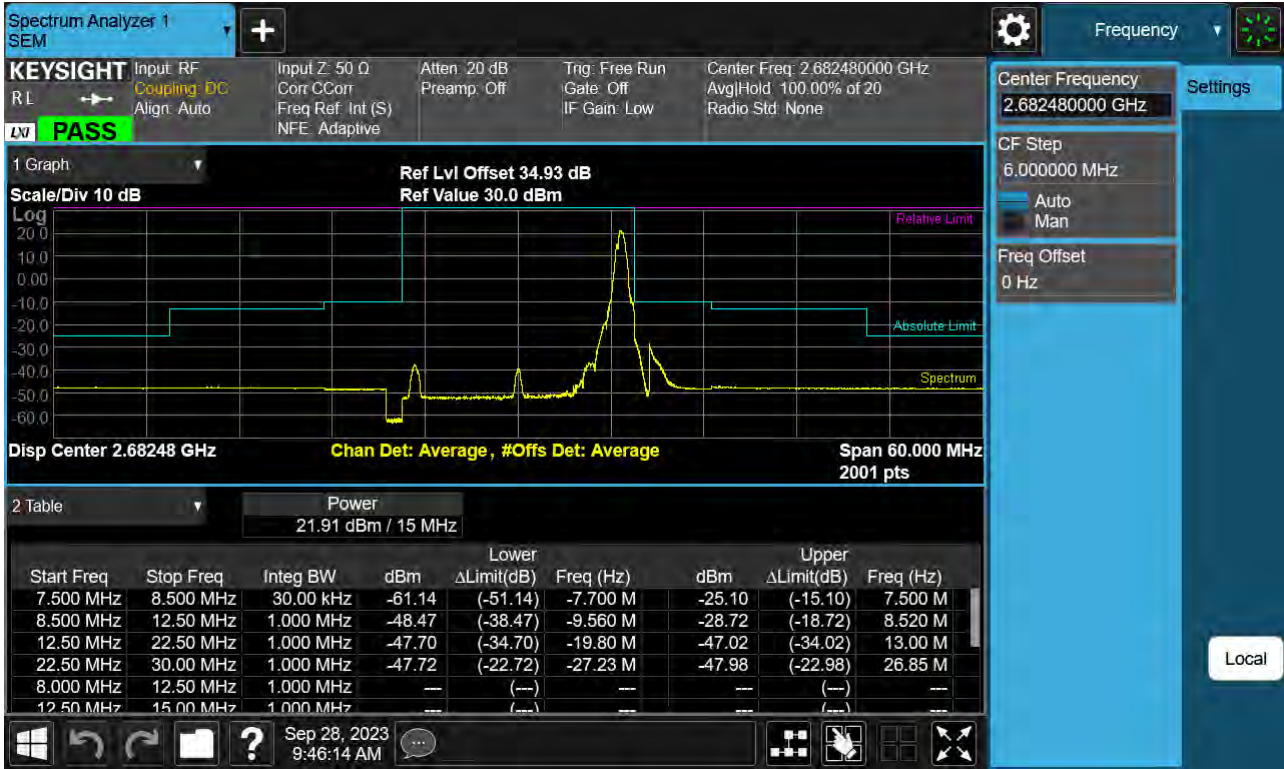 Spectrum Analyzer 1
SEM
Frequency
KEYSIGHT
RL
LXI
PASS
Input: RF
Coupling: DC
Align: Auto
Input Z: 50 Ω
Corr CCorr
Freq Ref: Int (S)
NFE: Adaptive
Atten: 20 dB
Preamp: Off
Trig: Free Run
Gate: Off
IF Gain: Low
Center Freq: 2.682480000 GHz
Avg|Hold: 100.00% of 20
Radio Std: None
Center Frequency
2.682480000 GHz
Settings
CF Step
6.000000 MHz
Auto
Man
Freq Offset
0 Hz
1 Graph
Scale/Div 10 dB
Ref Lvl Offset 34.93 dB
Ref Value 30.0 dBm
Log
20.0
10.0
0.00
-10.0
-20.0
-30.0
-40.0
-50.0
-60.0
Relative Limit
Absolute Limit
Spectrum
Disp Center 2.68248 GHz
Chan Det: Average, #Offs Det: Average
Span 60.000 MHz
2001 pts
2 Table
Power
21.91 dBm / 15 MHz
Lower Upper
Start Freq Stop Freq Integ BW dBm ΔLimit(dB) Freq (Hz) dBm ΔLimit(dB) Freq (Hz)
7.500 MHz 8.500 MHz 30.00 kHz -61.14 (-51.14) -7.700 M -25.10 (-15.10) 7.500 M
8.500 MHz 12.50 MHz 1.000 MHz -48.47 (-38.47) -9.560 M -28.72 (-18.72) 8.520 M
12.50 MHz 22.50 MHz 1.000 MHz -47.70 (-34.70) -19.80 M -47.02 (-34.02) 13.00 M
22.50 MHz 30.00 MHz 1.000 MHz -47.72 (-22.72) -27.23 M -47.98 (-22.98) 26.85 M
8.000 MHz 12.50 MHz 1.000 MHz --- (---) --- --- (---) ---
12.50 MHz 15.00 MHz 1.000 MHz --- (---) --- --- (---) ---
Local
Sep 28, 2023
9:46:14 AM